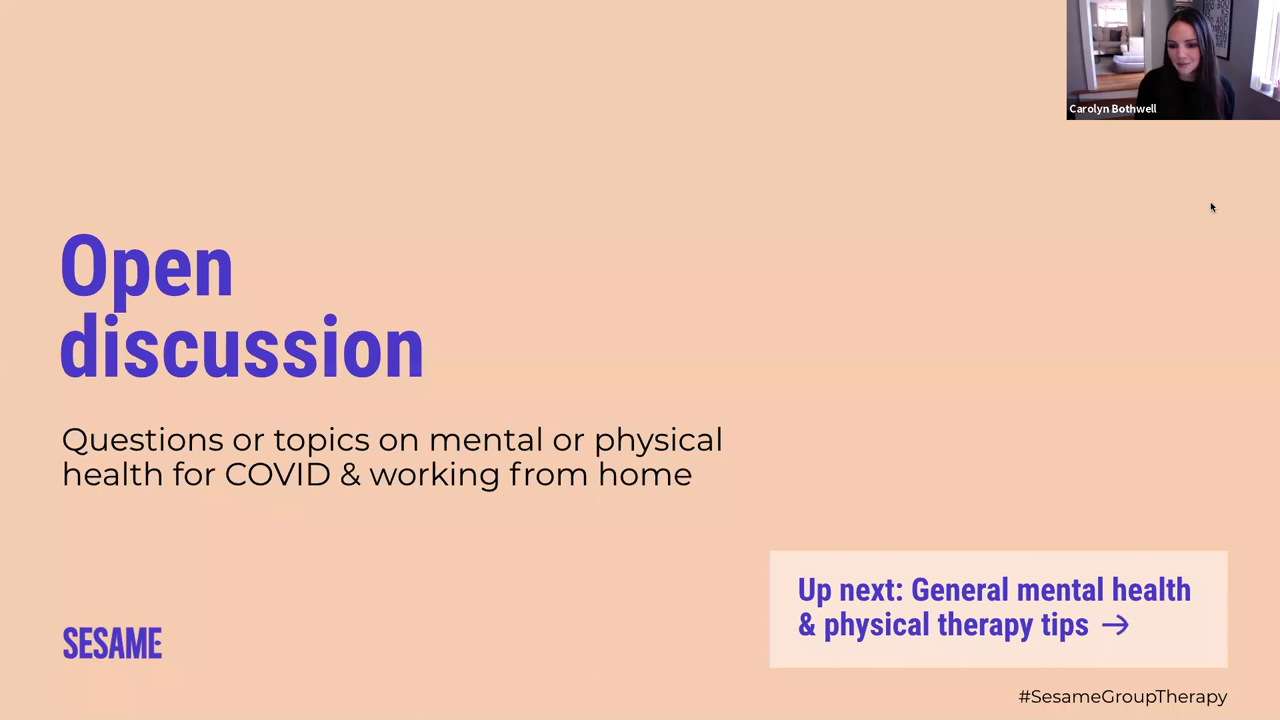 Carolyn Bothwell
Open
discussion
Questions or topics on mental or physical
health for COVID & working from home
Up next: General mental health
& physical therapy tips →
SESAME
#SesameGroupTherapy